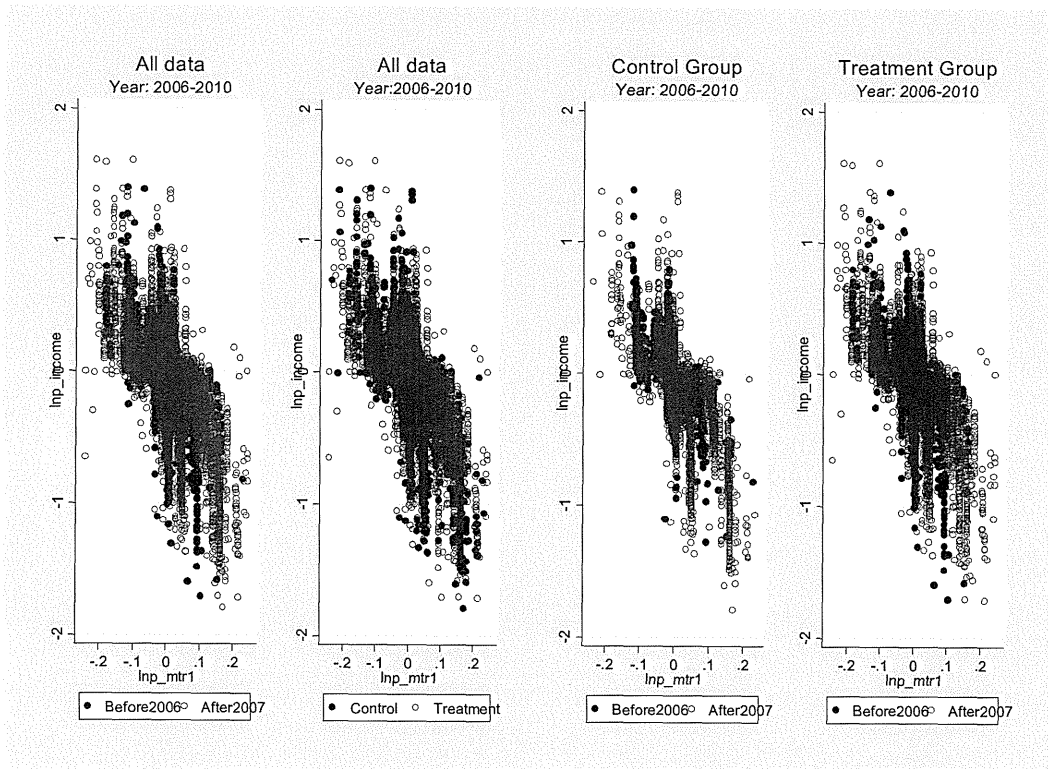 All data
Year: 2006-2010
2
1
0
-1
-2
lnp_income
-.2 -.1 0 .1 .2
lnp_mtr1
Before2006 After2007
All data
Year:2006-2010
2
1
0
-1
-2
lnp_income
-.2 -.1 0 .1 .2
lnp_mtr1
Control Treatment
Control Group
Year: 2006-2010
2
1
0
-1
-2
lnp_income
-.2 -.1 0 .1 .2
lnp_mtr1
Before2006 After2007
Treatment Group
Year: 2006-2010
2
1
0
-1
-2
lnp_income
-.2 -.1 0 .1 .2
lnp_mtr1
Before2006 After2007